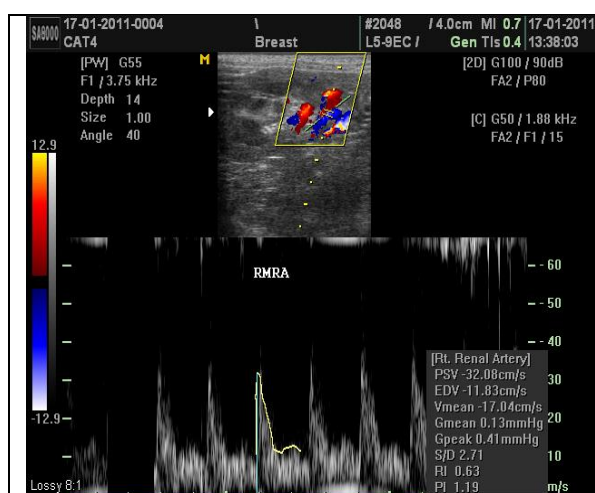 SA8000 17-01-2011-0004 \ #2048 / 4.0cm MI 0.7 17-01-2011
CAT4 Breast L5-9EC / Gen TIs 0.4 13:38:03
[PW] G55
F1 / 3.75 kHz
Depth 14
Size 1.00
Angle 40
M
[2D] G100 / 90dB
FA2 / P80
[C] G50 / 1.88 kHz
FA2 / F1 / 15
12.9
-12.9
RMRA
60
50
40
30
20
10
m/s
[Rt. Renal Artery]
PSV -32.08cm/s
EDV -11.83cm/s
Vmean -17.04cm/s
Gmean 0.13mmHg
Gpeak 0.41mmHg
S/D 2.71
RI 0.63
PI 1.19
Lossy 8:1